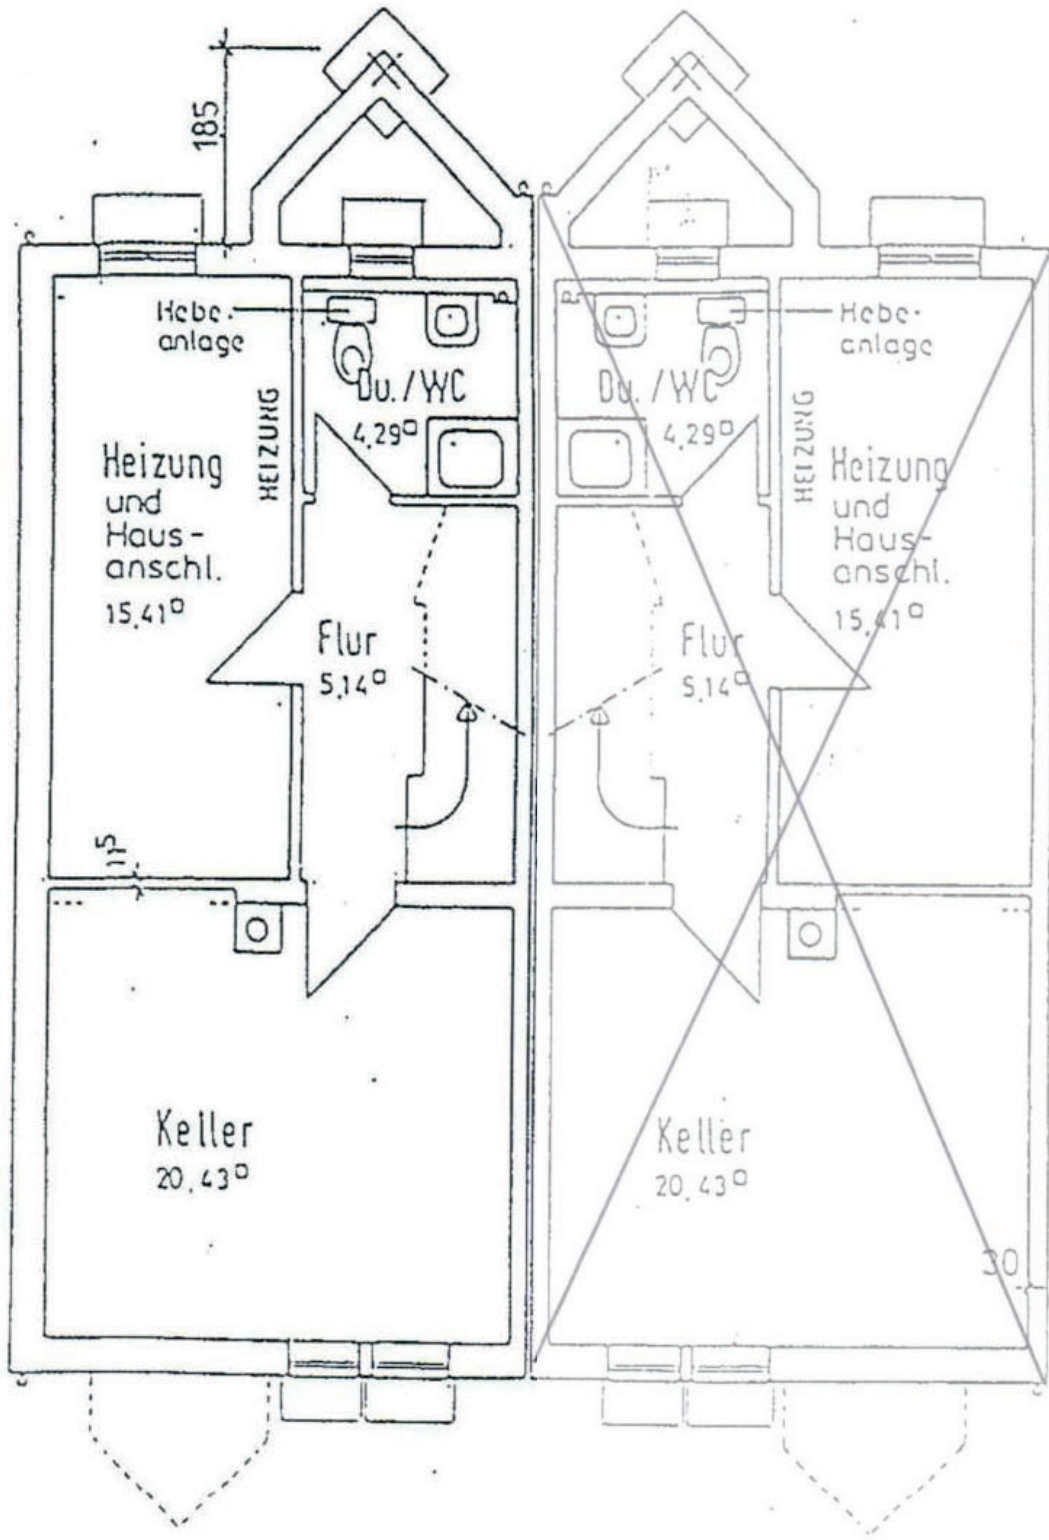 185
Hebe-
anlage
Du./WC
4,29□
HEIZUNG
Heizung
und
Haus-
anschl.
15,41□
Flur
5,14□
115
Keller
20,43□
Hebe-
anlage
Du./WC
4,29□
HEIZUNG
Heizung
und
Haus-
anschl.
15,41□
Flur
5,14□
Keller
20,43□
30